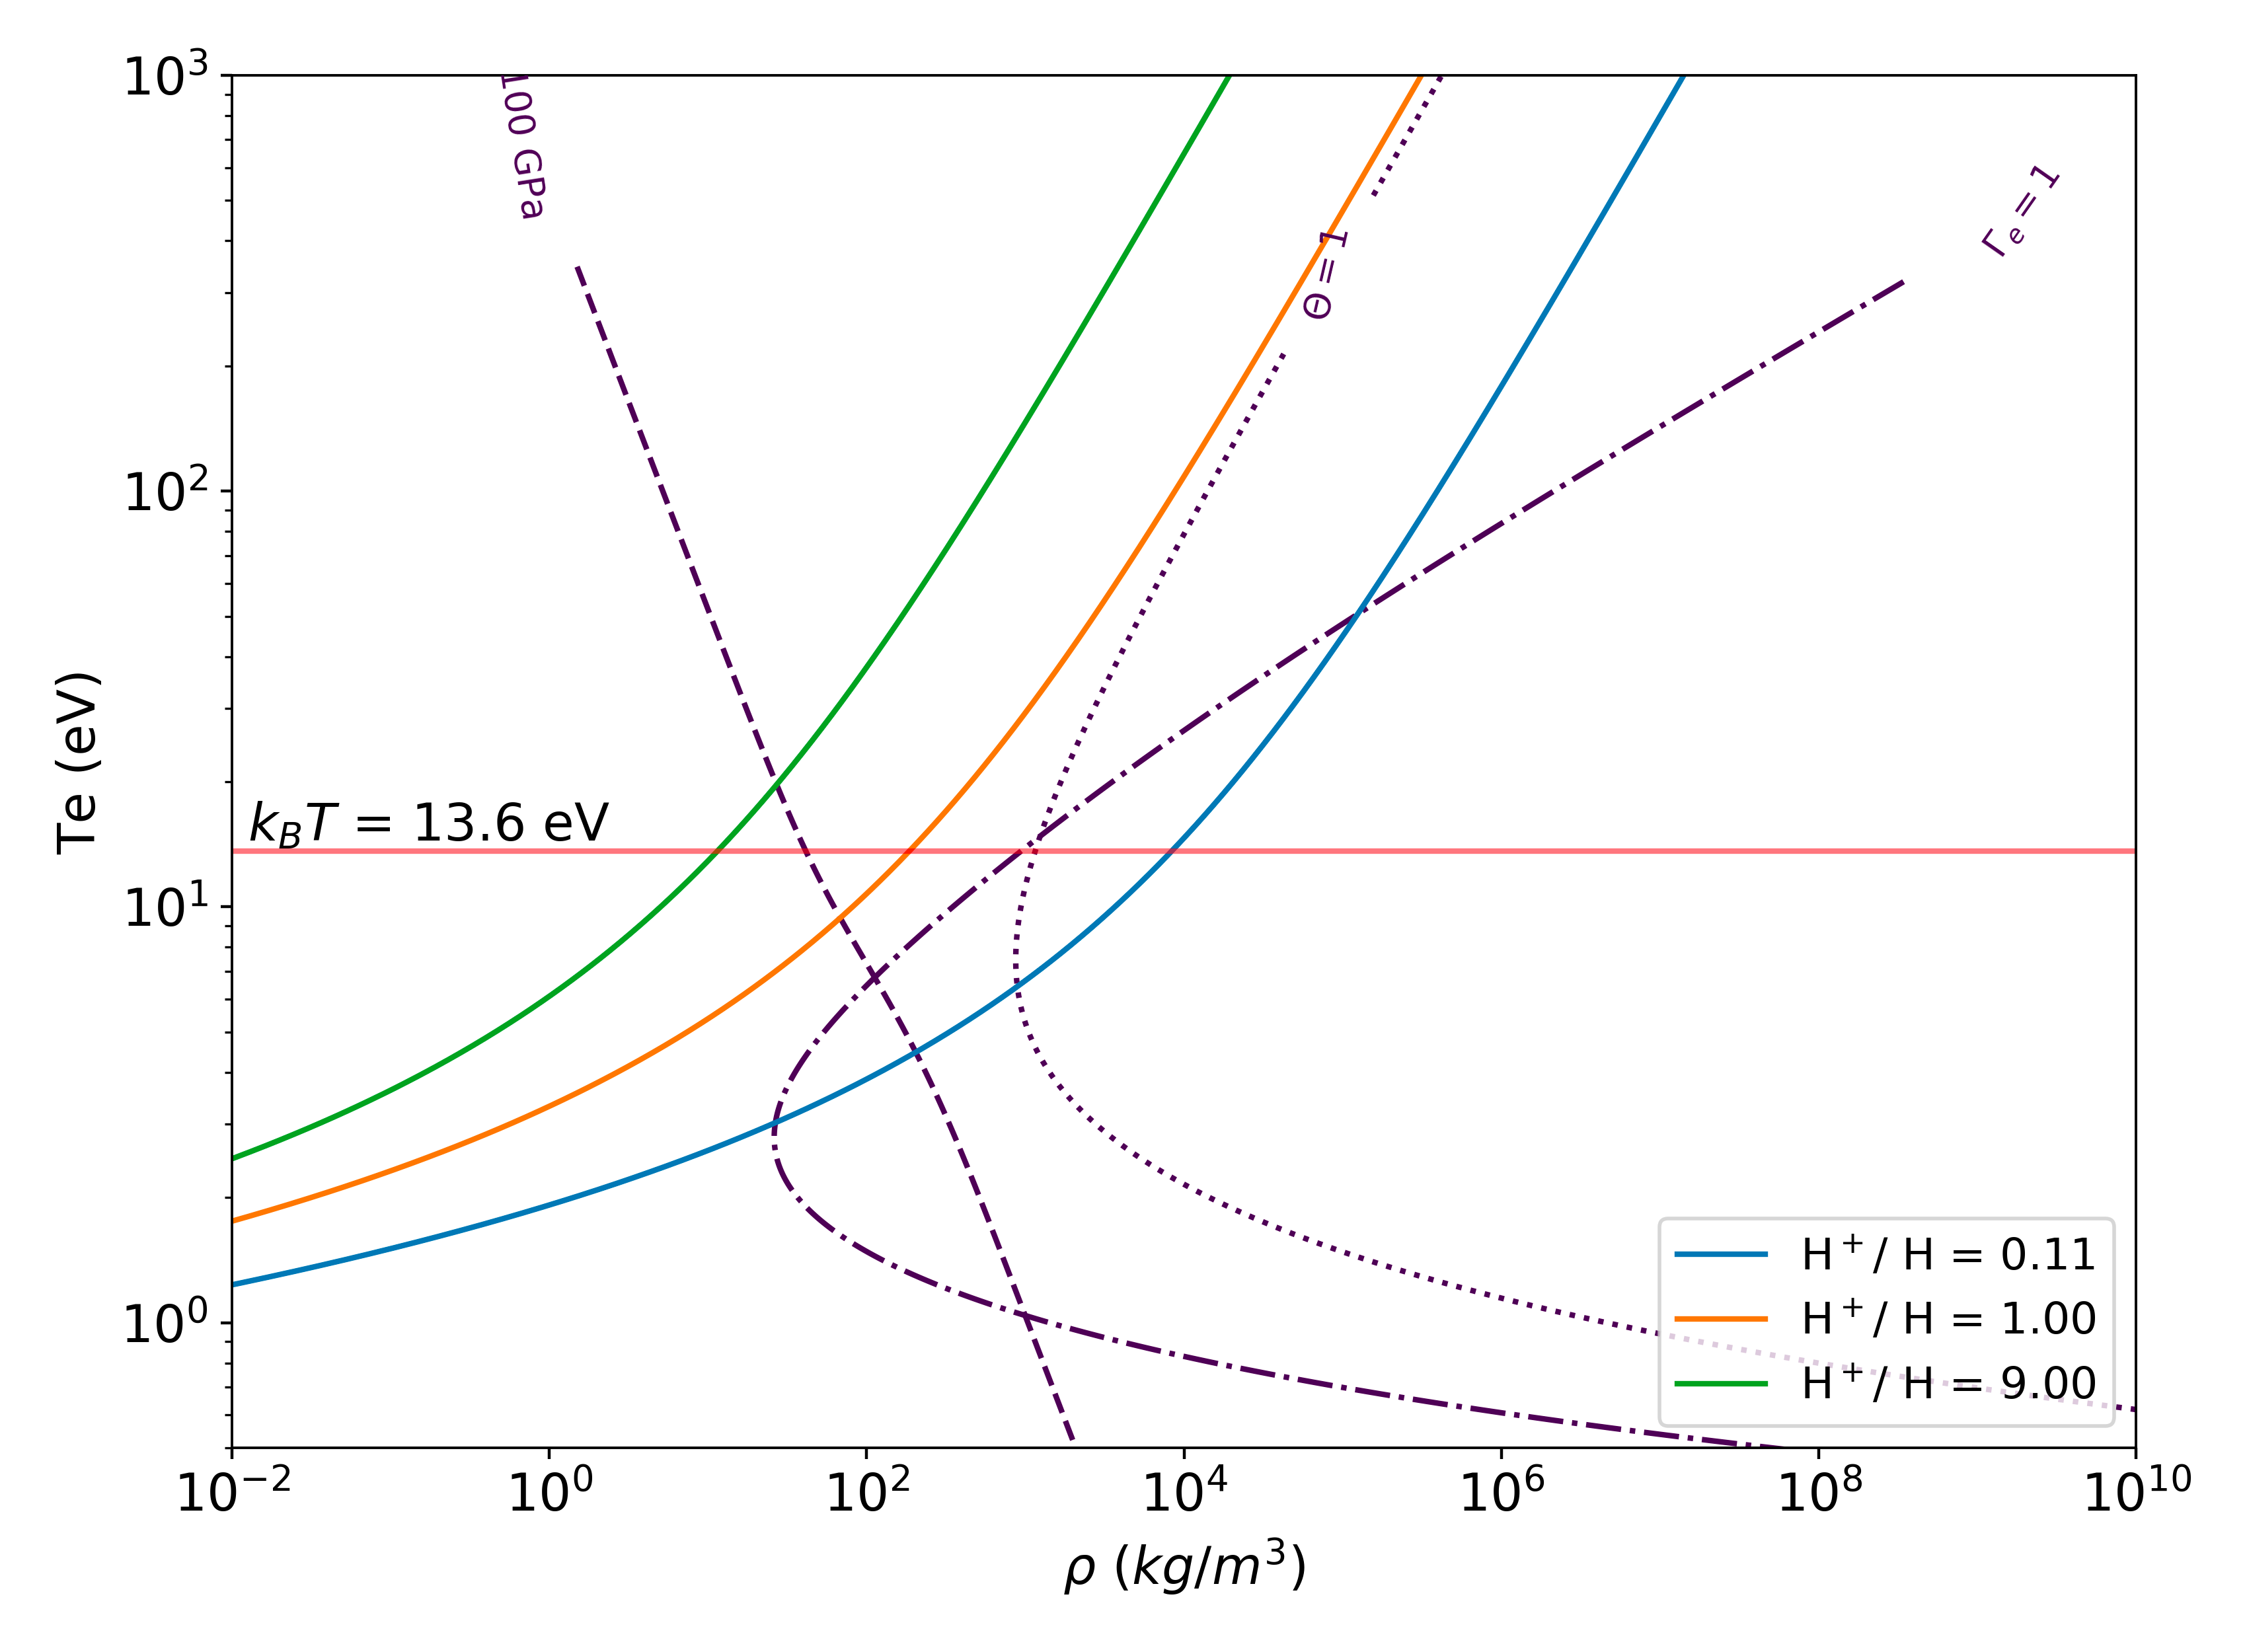 10³
10²
10¹
10⁰
Te (eV)
100 GPa
Θ=1
Γₑ = 1
k_BT = 13.6 eV
H⁺/ H = 0.11
H⁺/ H = 1.00
H⁺/ H = 9.00
10⁻² 10⁰ 10² 10⁴ 10⁶ 10⁸ 10¹⁰
ρ (kg/m³)